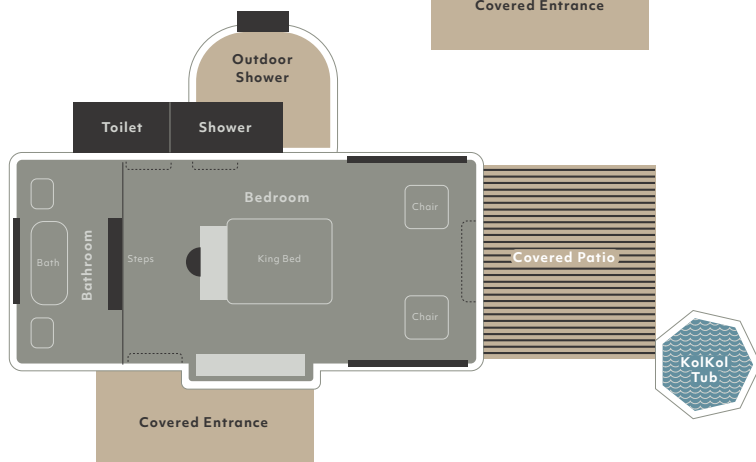 Covered Entrance
Outdoor
Shower
Toilet
Shower
Bedroom
Chair
Bathroom
Bath
Steps
King Bed
Covered Patio
Chair
KolKol
Tub
Covered Entrance